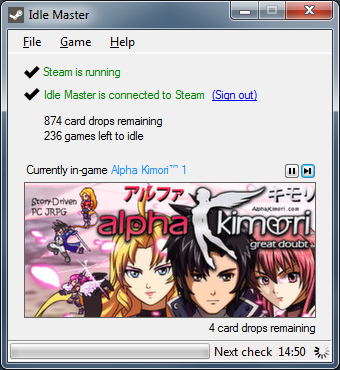 Idle Master
File Game Help
Steam is running
Idle Master is connected to Steam (Sign out)
874 card drops remaining
236 games left to idle
Currently in-game Alpha Kimori™ 1
アルファ キモリ
Story-Driven
PC JRPG
AlphaKimori.com
alpha kimori
great doubt™
4 card drops remaining
Next check 14:50